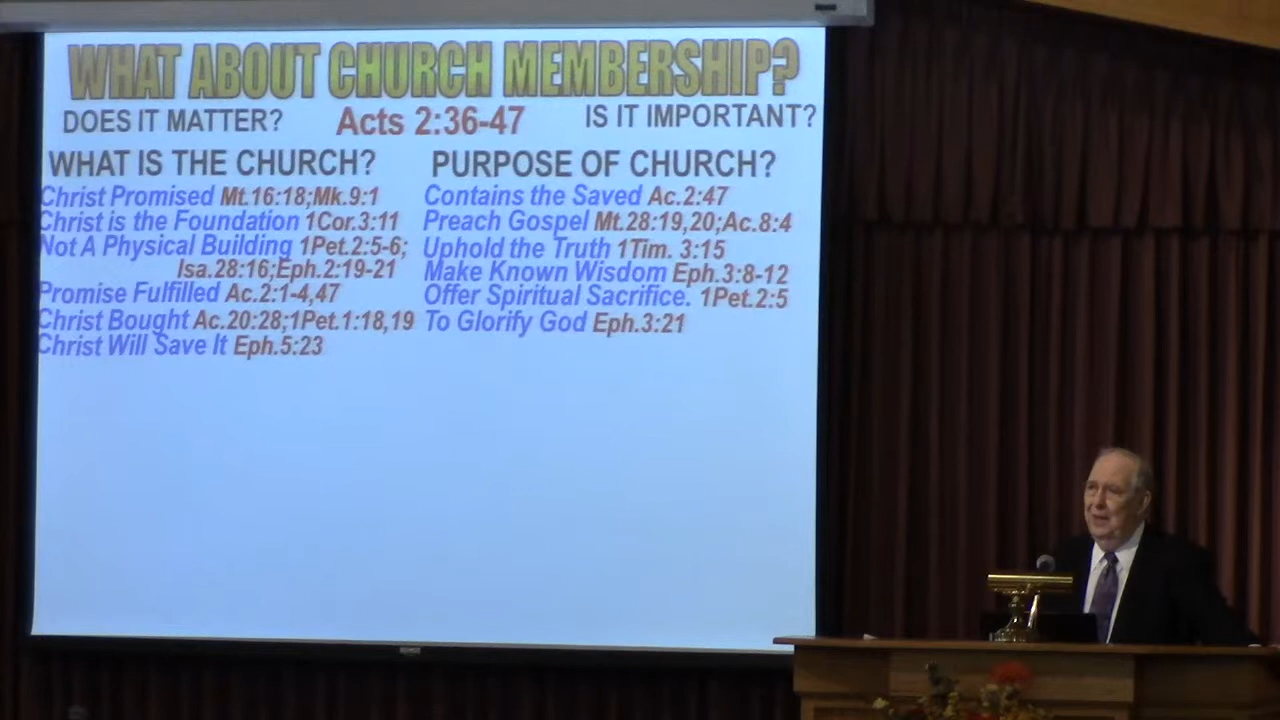 WHAT ABOUT CHURCH MEMBERSHIP?
DOES IT MATTER? Acts 2:36-47 IS IT IMPORTANT?
WHAT IS THE CHURCH?
Christ Promised Mt.16:18;Mk.9:1
Christ is the Foundation 1Cor.3:11
Not A Physical Building 1Pet.2:5-6;
Isa.28:16;Eph.2:19-21
Promise Fulfilled Ac.2:1-4,47
Christ Bought Ac.20:28;1Pet.1:18,19
Christ Will Save It Eph.5:23
PURPOSE OF CHURCH?
Contains the Saved Ac.2:47
Preach Gospel Mt.28:19,20;Ac.8:4
Uphold the Truth 1Tim. 3:15
Make Known Wisdom Eph.3:8-12
Offer Spiritual Sacrifice. 1Pet.2:5
To Glorify God Eph.3:21